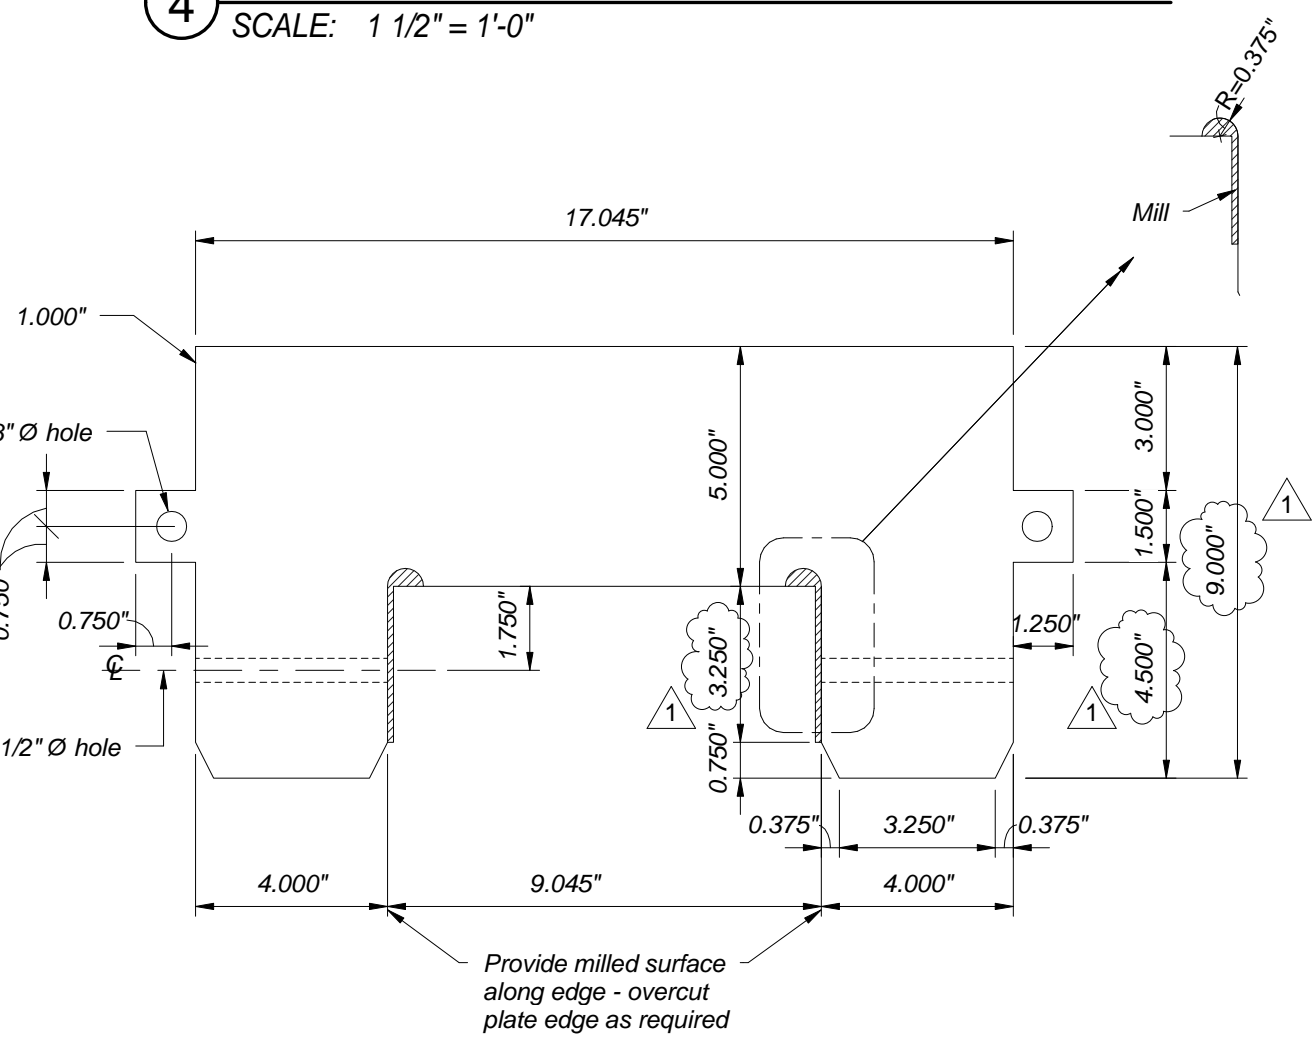 4
SCALE: 1 1/2" = 1'-0"
R=0.375"
Mill
17.045"
1.000"
hole
5.000"
3.000"
1.500"
9.000"
1
0.750"
1.750"
3.250"
1
1.250"
4.500"
1
℄
1/2" Ø hole
0.750"
0.375"
3.250"
0.375"
4.000"
9.045"
4.000"
Provide milled surface
along edge - overcut
plate edge as required